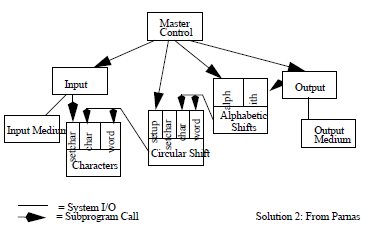 Master
Control
Input
Output
Input Medium
setchar
char
word
Characters
setup
setchar
char
word
Circular Shift
alph
ith
Alphabetic
Shifts
Output
Medium
= System I/O
= Subprogram Call
Solution 2: From Parnas